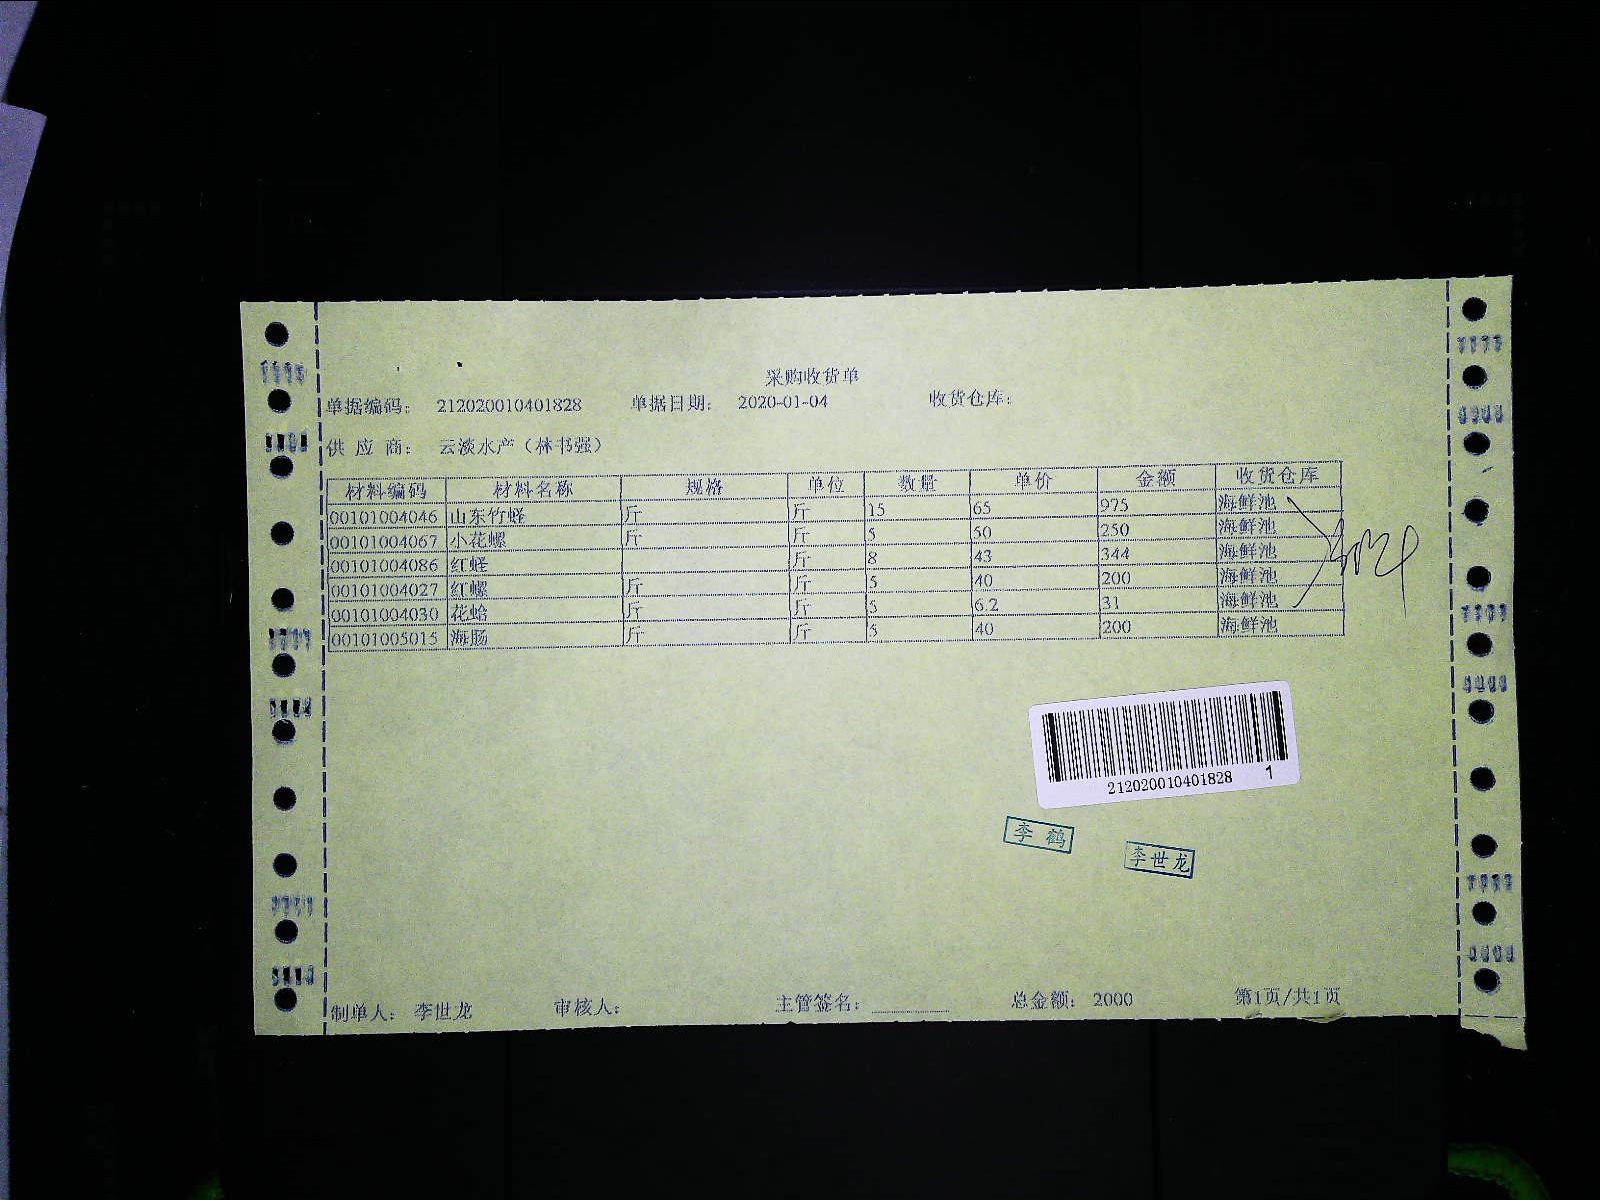 采购收货单
单据编码： 212020010401828 单据日期： 2020-01-04 收货仓库：
供 应 商： 云淡水产（林书强）
材料编码 材料名称 规格 单位 数量 单价 金额 收货仓库
00101004046 山东竹蛏 斤 斤 15 65 975 海鲜池
00101004067 小花螺 斤 斤 5 50 250 海鲜池
00101004086 红蛏 斤 8 43 344 海鲜池
00101004027 红螺 斤 斤 5 40 200 海鲜池
00101004030 花蛤 斤 斤 5 6.2 31 海鲜池
00101005015 海肠 斤 斤 5 40 200 海鲜池
212020010401828 1
李 鹤
李世龙
制单人： 李世龙 审核人： 主管签名： 总金额： 2000 第1页/共1页